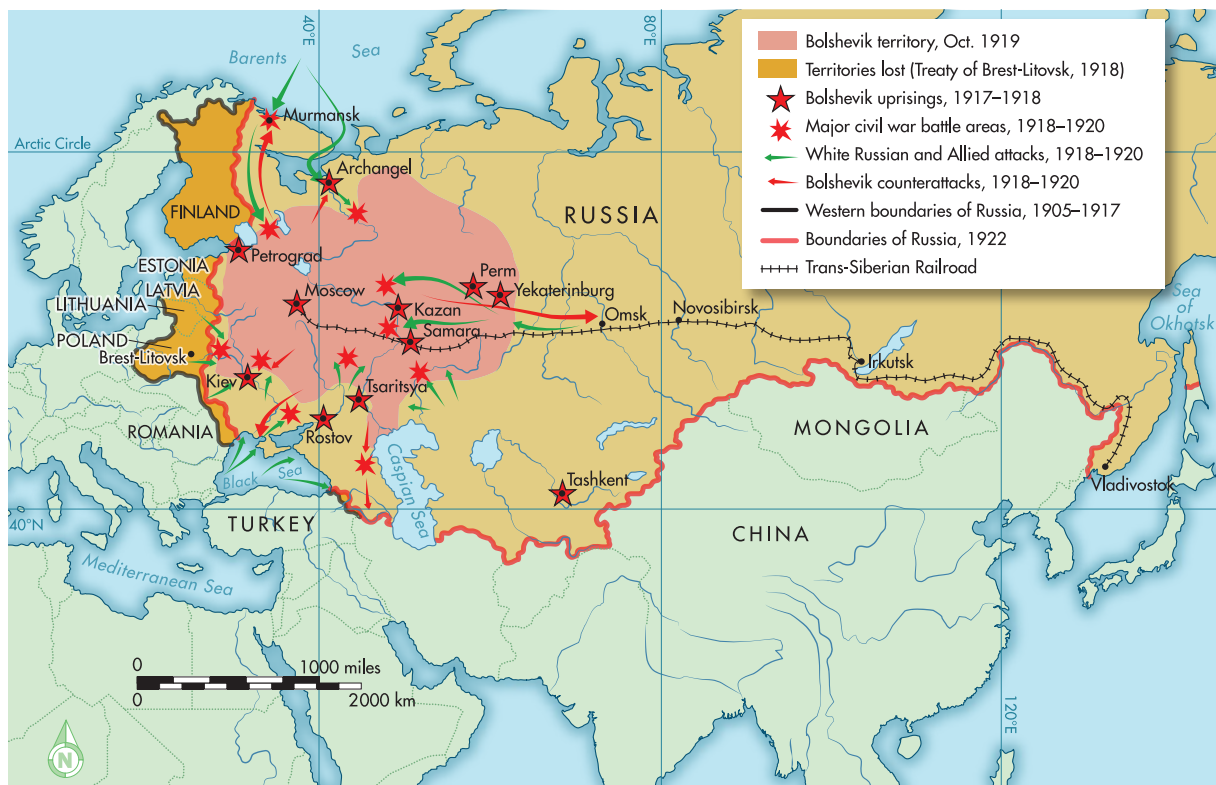 40°E
80°E
Barents
Sea
Murmansk
Arctic Circle
Archangel
FINLAND
RUSSIA
Petrograd
ESTONIA
LATVIA
LITHUANIA
Moscow
Perm
Yekaterinburg
Kazan
Omsk
Novosibirsk
Sea of
Okhotsk
POLAND
Brest-Litovsk
Samara
Kiev
Tsaritsya
Irkutsk
ROMANIA
Rostov
MONGOLIA
Black Sea
Caspian Sea
Tashkent
Vladivostok
40°N
TURKEY
CHINA
Mediterranean Sea
0
1000 miles
0
2000 km
N
120°E
Bolshevik territory, Oct. 1919
Territories lost (Treaty of Brest-Litovsk, 1918)
Bolshevik uprisings, 1917–1918
Major civil war battle areas, 1918–1920
White Russian and Allied attacks, 1918–1920
Bolshevik counterattacks, 1918–1920
Western boundaries of Russia, 1905–1917
Boundaries of Russia, 1922
Trans-Siberian Railroad